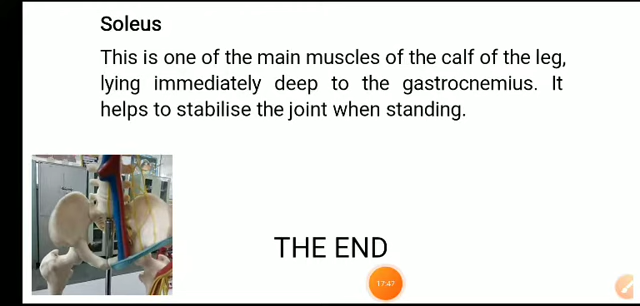 Soleus
This is one of the main muscles of the calf of the leg,
lying immediately deep to the gastrocnemius. It
helps to stabilise the joint when standing.
THE END
17:47